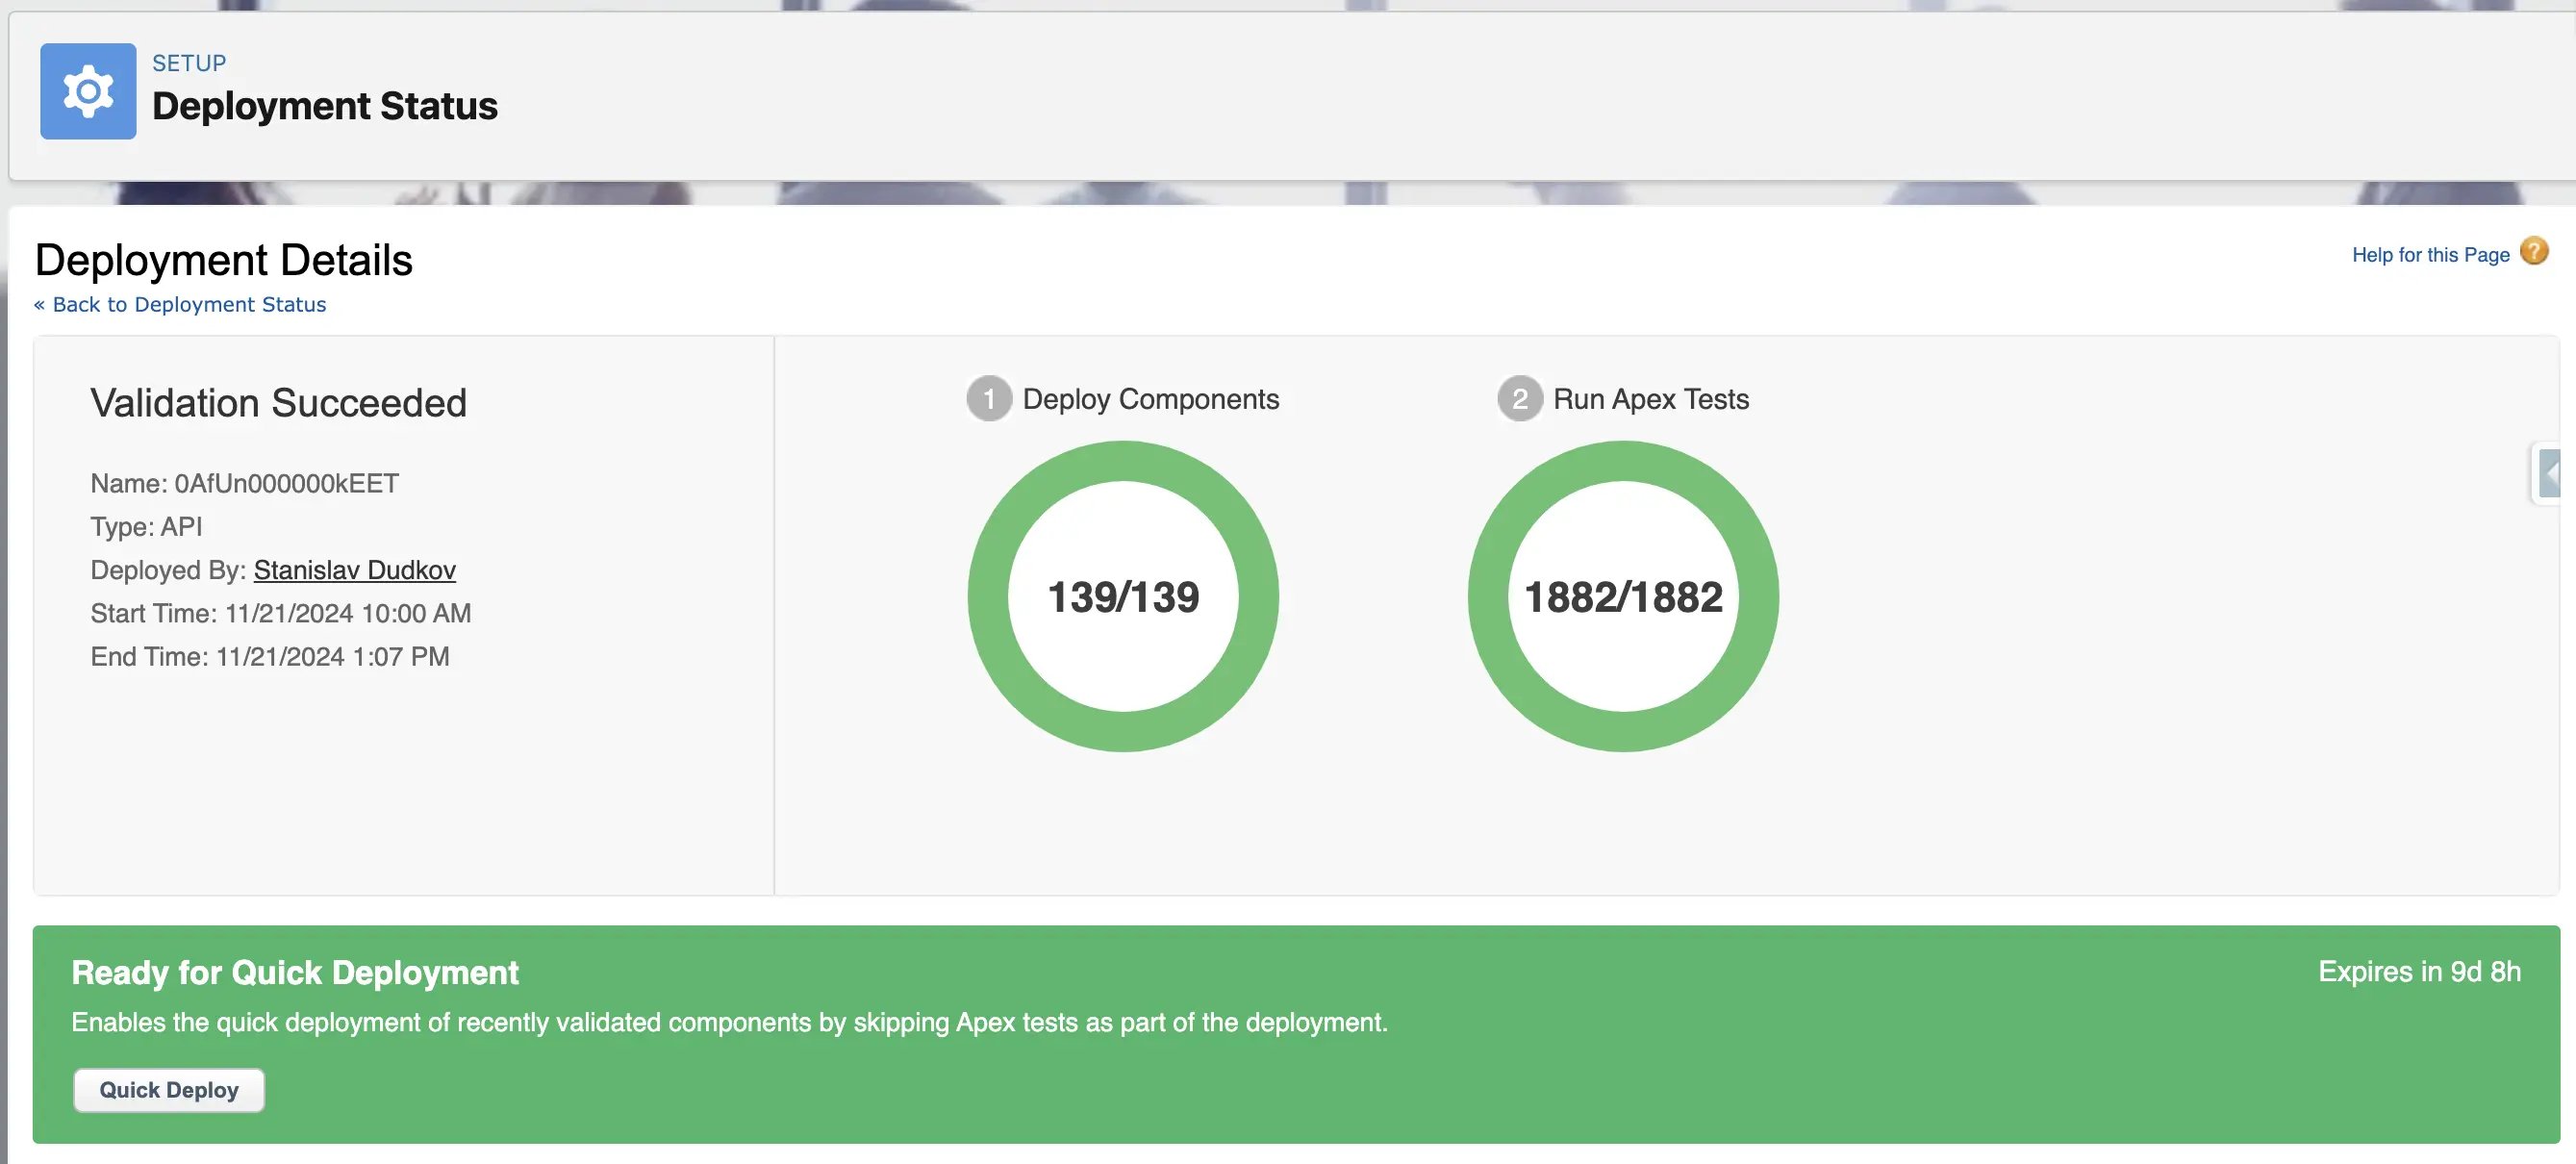 SETUP
Deployment Status
Deployment Details
Help for this Page ?
« Back to Deployment Status
Validation Succeeded
Name: 0AfUn000000kEET
Type: API
Deployed By: Stanislav Dudkov
Start Time: 11/21/2024 10:00 AM
End Time: 11/21/2024 1:07 PM
1 Deploy Components
139/139
2 Run Apex Tests
1882/1882
Ready for Quick Deployment
Expires in 9d 8h
Enables the quick deployment of recently validated components by skipping Apex tests as part of the deployment.
Quick Deploy